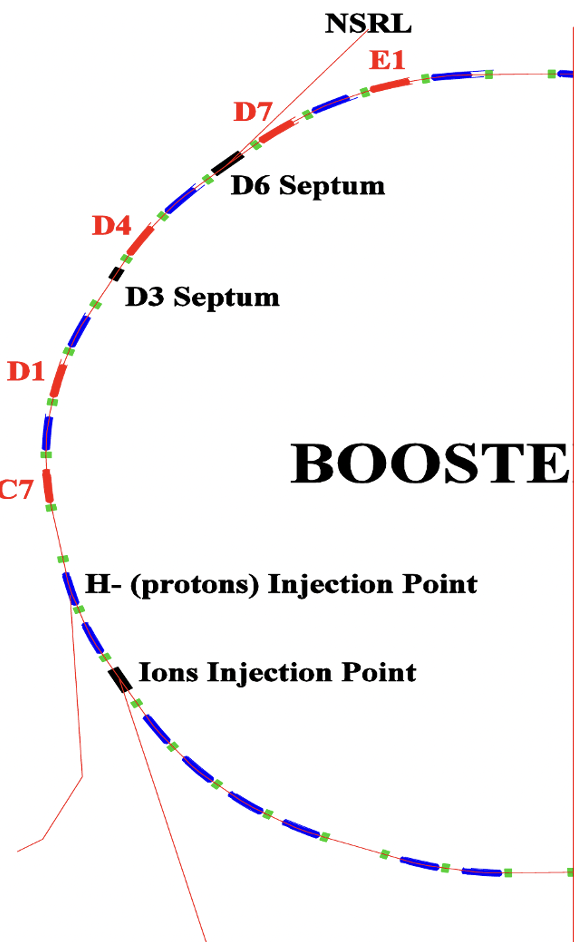 NSRL
E1
D7
D6 Septum
D4
D3 Septum
D1
BOOSTE
C7
H- (protons) Injection Point
Ions Injection Point